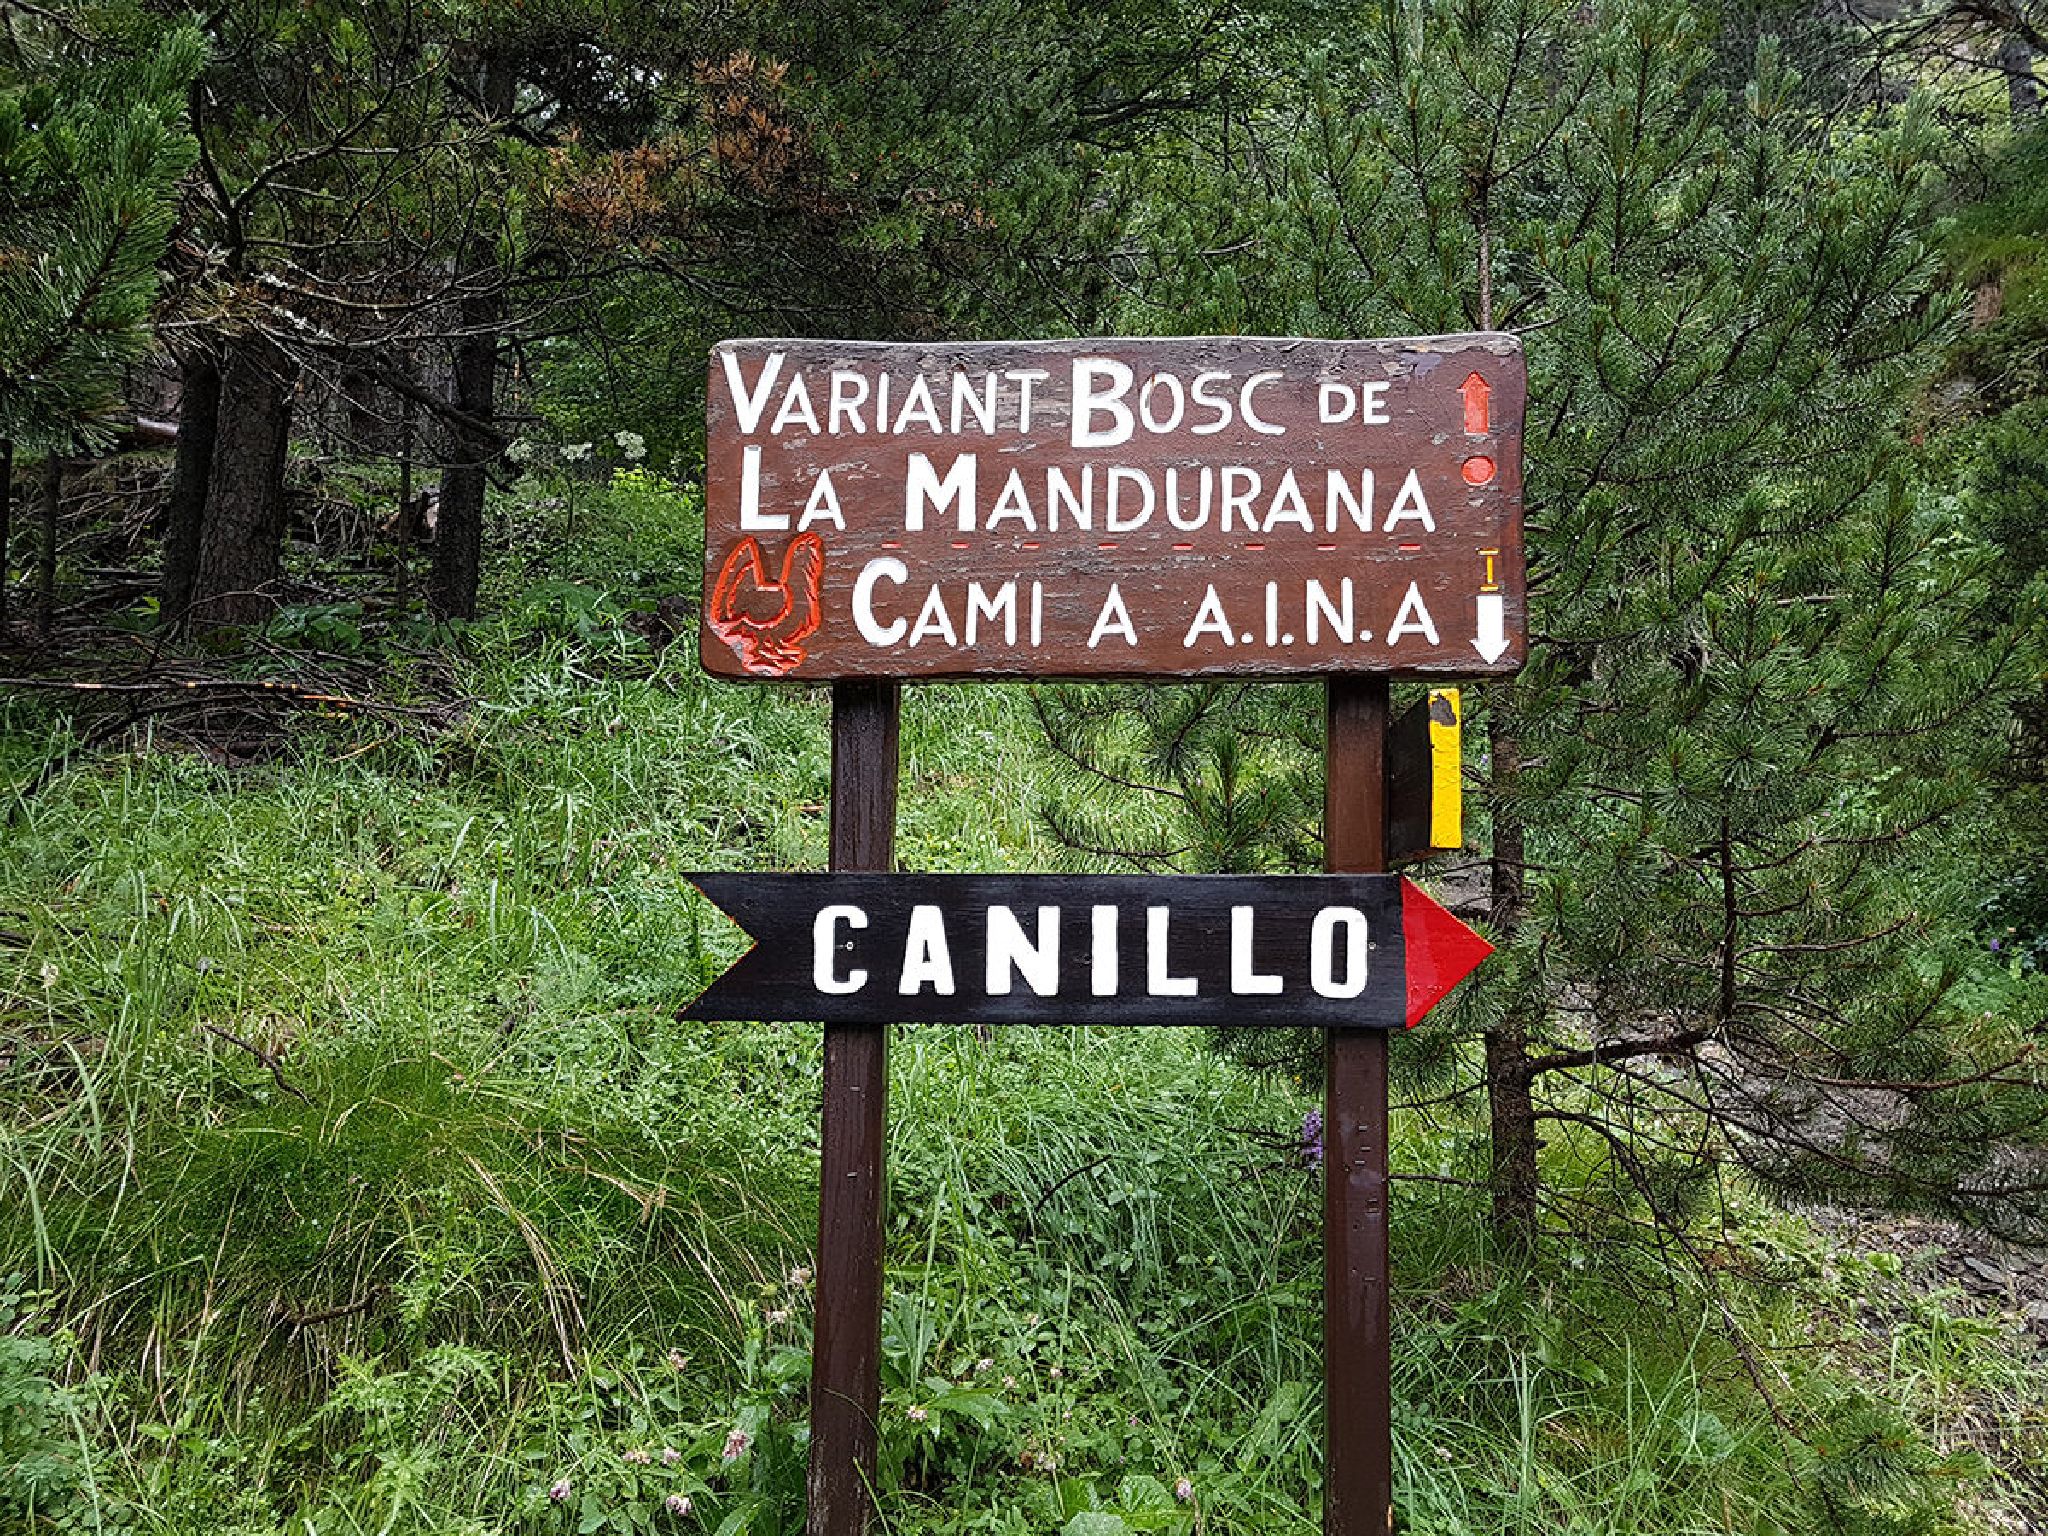 VARIANT BOSC DE
LA MANDURANA
CAMI A A.I.N.A
CANILLO